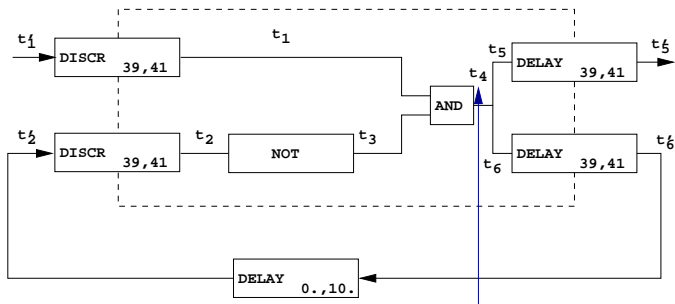 t₁′
t₁
DISCR
39,41
t₅
t₅′
DELAY
39,41
t₄
AND
t₂′
t₂
t₃
DISCR
39,41
NOT
t₆
DELAY
39,41
t₆′
DELAY
0.,10.